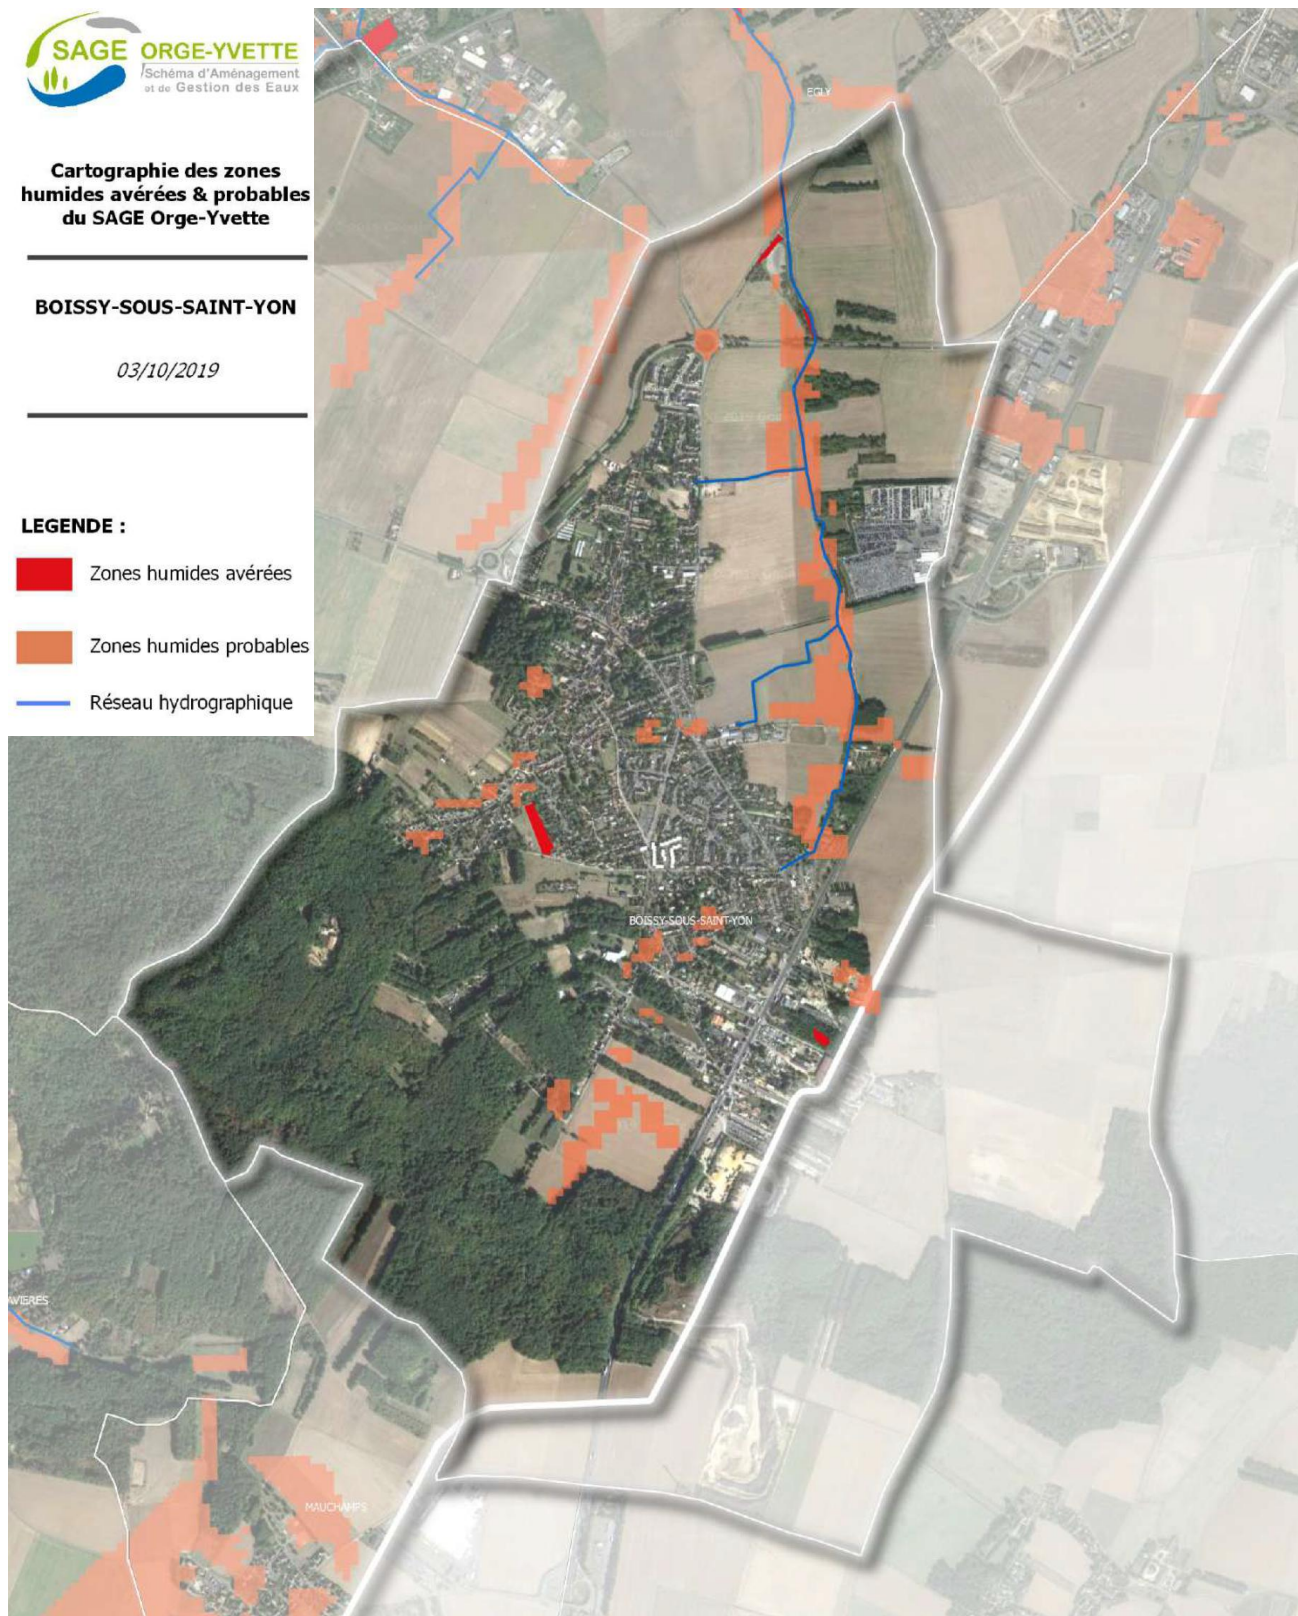 SAGE ORGE-YVETTE
Schéma d'Aménagement
et de Gestion des Eaux
Cartographie des zones
humides avérées & probables
du SAGE Orge-Yvette
BOISSY-SOUS-SAINT-YON
03/10/2019
LEGENDE :
Zones humides avérées
Zones humides probables
Réseau hydrographique
EGLY
BOISSY-SOUS-SAINT-YON
AVIERES
MAUCHAMPS